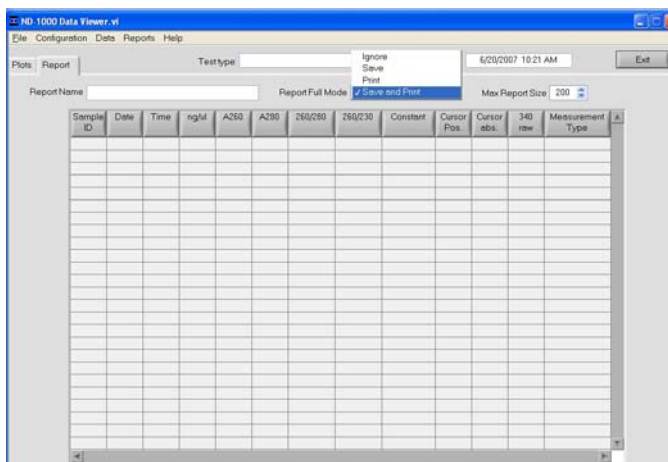 ND-1000 Data Viewer.vi
File Configuration Data Reports Help
Plots Report Test type: 6/20/2007 10:21 AM Exit
Ignore
Save
Print
✓ Save and Print
Report Name Report Full Mode Max Report Size 200
Sample ID Date Time ng/ul A260 A280 260/280 260/230 Constant Cursor Pos. Cursor abs. 340 raw Measurement Type